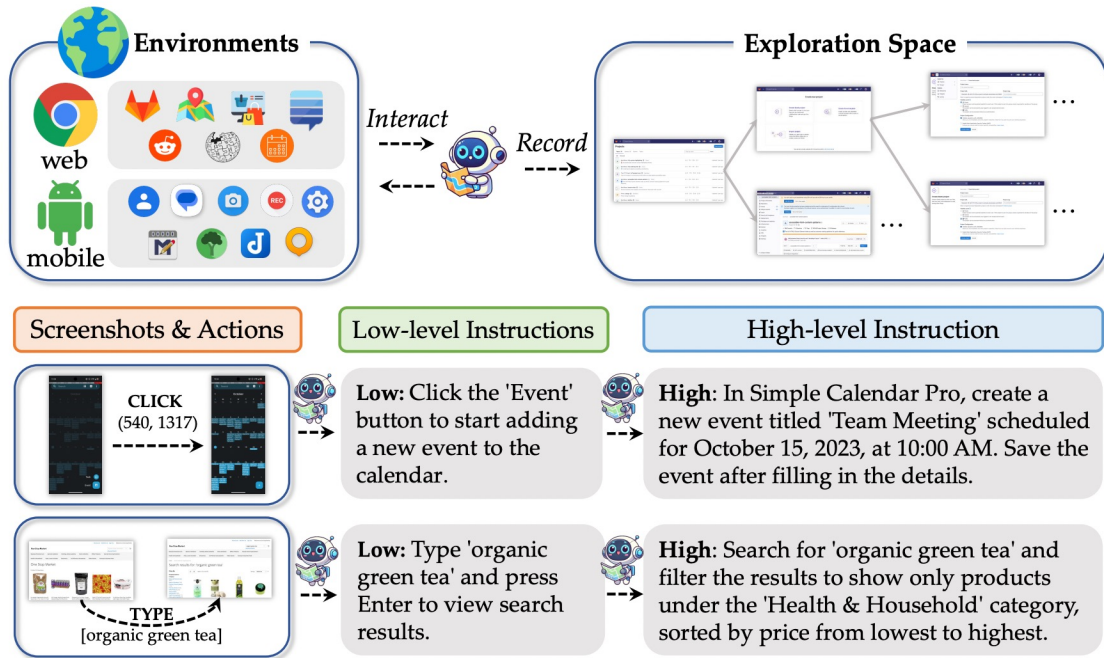 Environments
Exploration Space
web
mobile
REC
Interact
Record
...
...
...
Screenshots & Actions
Low-level Instructions
High-level Instruction
CLICK
(540, 1317)
Low: Click the 'Event'
button to start adding
a new event to the
calendar.
High: In Simple Calendar Pro, create a
new event titled 'Team Meeting' scheduled
for October 15, 2023, at 10:00 AM. Save the
event after filling in the details.
TYPE
[organic green tea]
Low: Type 'organic
green tea' and press
Enter to view search
results.
High: Search for 'organic green tea' and
filter the results to show only products
under the 'Health & Household' category,
sorted by price from lowest to highest.